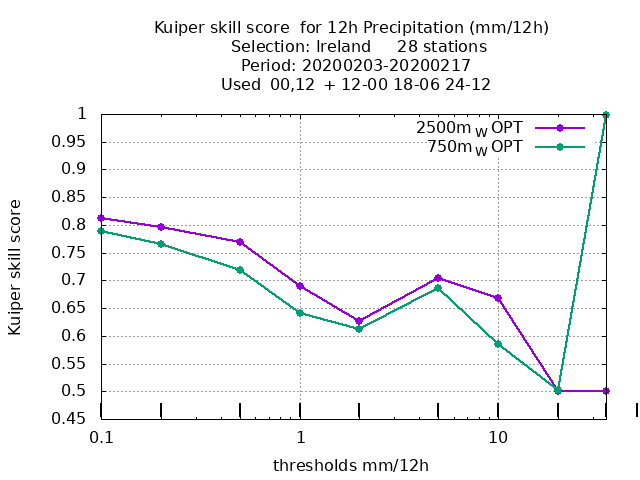 Kuiper skill score  for 12h Precipitation (mm/12h)
Selection: Ireland     28 stations
Period: 20200203-20200217
Used  00,12  + 12-00 18-06 24-12
2500m W OPT
750m W OPT
Kuiper skill score
1
0.95
0.9
0.85
0.8
0.75
0.7
0.65
0.6
0.55
0.5
0.45
0.1
1
10
thresholds mm/12h